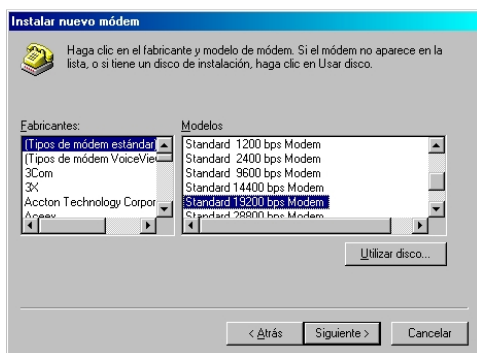 Instalar nuevo módem
Haga clic en el fabricante y modelo de módem. Si el módem no aparece en la
lista, o si tiene un disco de instalación, haga clic en Usar disco.
Fabricantes:
(Tipos de módem estándar)
(Tipos de módem VoiceView
3Com
3X
Accton Technology Corpor
Aceex
Modelos
Standard 1200 bps Modem
Standard 2400 bps Modem
Standard 9600 bps Modem
Standard 14400 bps Modem
Standard 19200 bps Modem
Standard 28800 bps Modem
Utilizar disco...
< Atrás
Siguiente >
Cancelar